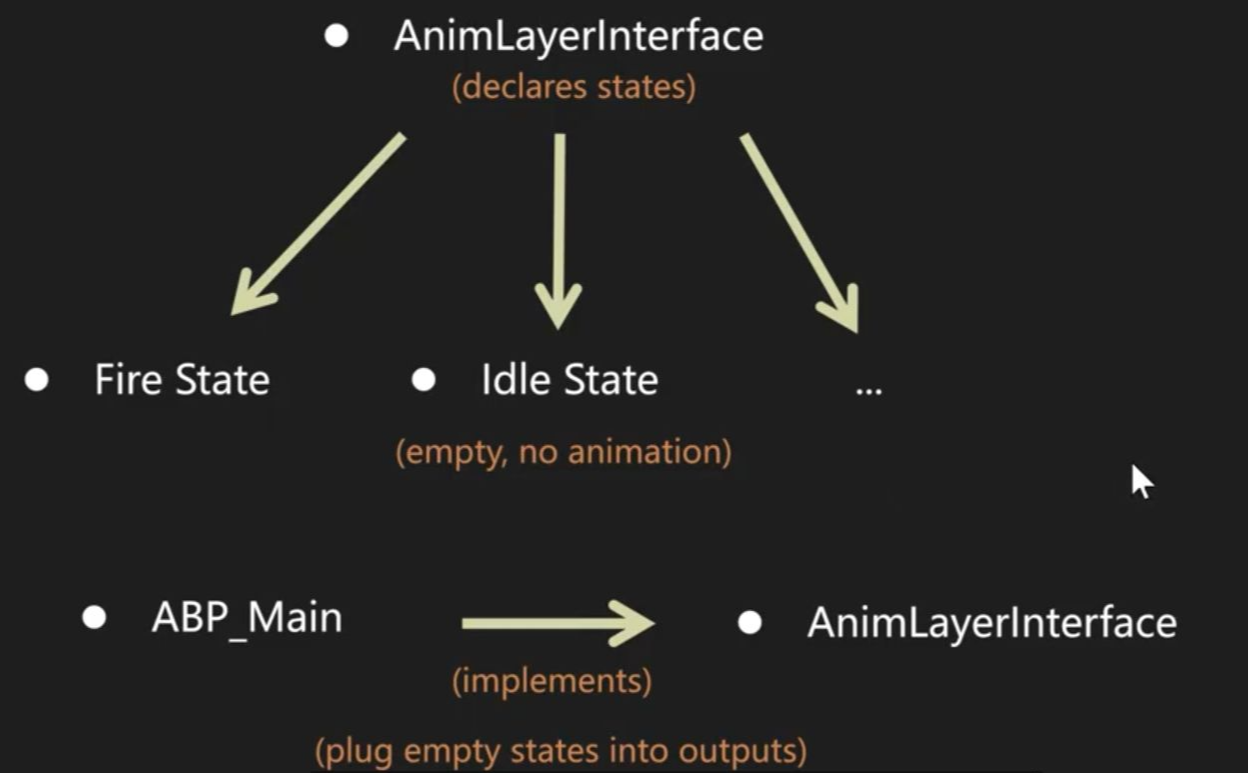 AnimLayerInterface
(declares states)
Fire State
Idle State
...
(empty, no animation)
ABP_Main
AnimLayerInterface
(implements)
(plug empty states into outputs)